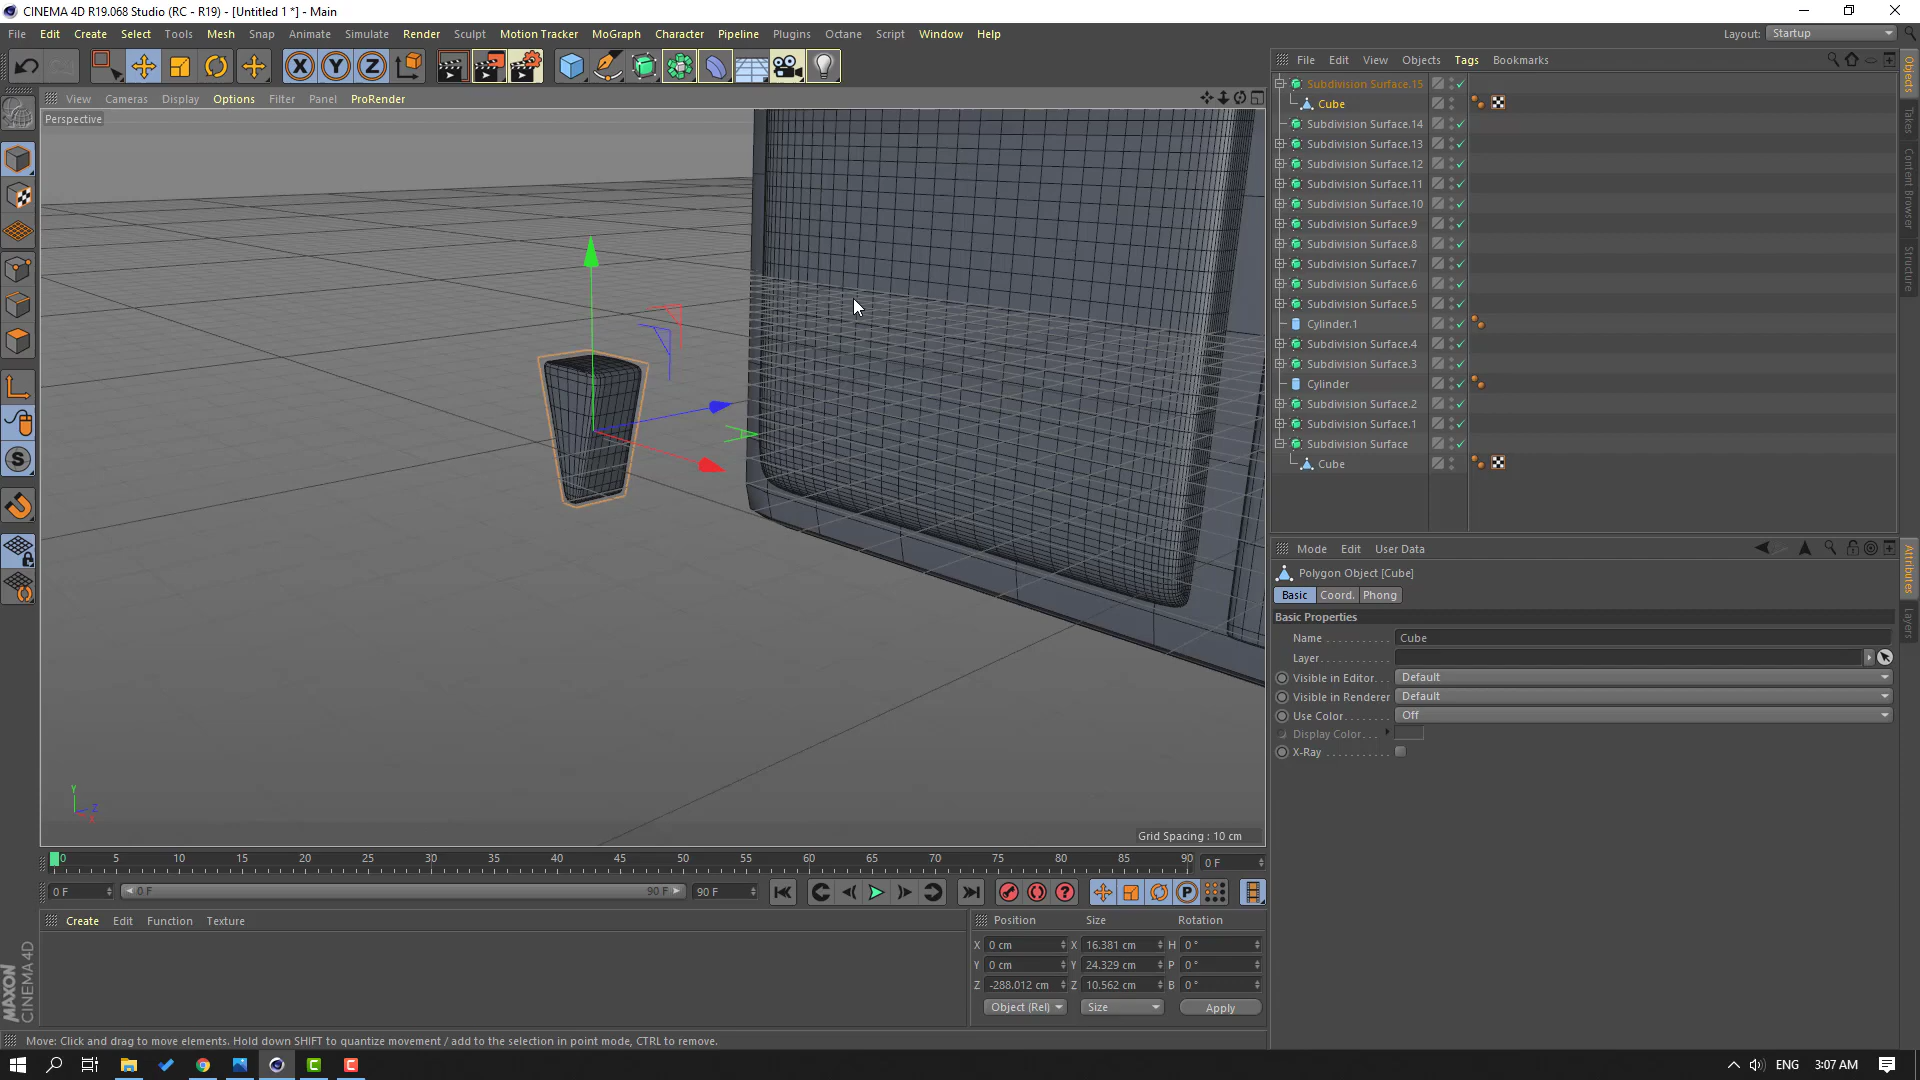 CINEMA 4D R19.068 Studio (RC - R19) - [Untitled 1 *] - Main
File Edit Create Select Tools Mesh Snap Animate Simulate Render Sculpt Motion Tracker MoGraph Character Pipeline Plugins Octane Script Window Help
Layout: Startup
X Y Z
View Cameras Display Options Filter Panel ProRender
Perspective
Grid Spacing : 10 cm
Y
Z
X
S
File Edit View Objects Tags Bookmarks
Subdivision Surface.15
Cube
Subdivision Surface.14
Subdivision Surface.13
Subdivision Surface.12
Subdivision Surface.11
Subdivision Surface.10
Subdivision Surface.9
Subdivision Surface.8
Subdivision Surface.7
Subdivision Surface.6
Subdivision Surface.5
Cylinder.1
Subdivision Surface.4
Subdivision Surface.3
Cylinder
Subdivision Surface.2
Subdivision Surface.1
Subdivision Surface
Cube
Objects
Takes
Content Browser
Structure
Mode Edit User Data
Polygon Object [Cube]
Basic Coord. Phong
Basic Properties
Name . . . . . . . . . . Cube
Layer . . . . . . . . . .
Visible in Editor. . . Default
Visible in Renderer Default
Use Color. . . . . . . Off
Display Color. . .
X-Ray . . . . . . . . . .
Attributes
Layers
0 5 10 15 20 25 30 35 40 45 50 55 60 65 70 75 80 85 90
0 F
0 F 0 F 90 F 90 F
P
Create Edit Function Texture
Position Size Rotation
X 0 cm X 16.381 cm H 0 °
Y 0 cm Y 24.329 cm P 0 °
Z -288.012 cm Z 10.562 cm B 0 °
Object (Rel) Size Apply
MAXON
CINEMA 4D
Move: Click and drag to move elements. Hold down SHIFT to quantize movement / add to the selection in point mode, CTRL to remove.
ENG 3:07 AM